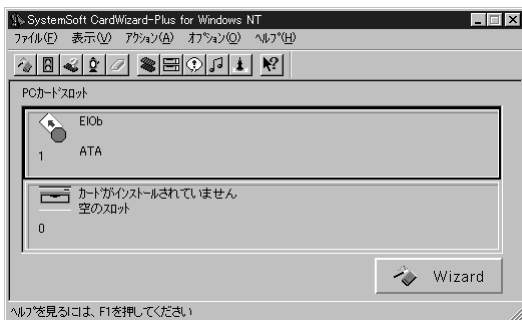 SystemSoft CardWizard-Plus for Windows NT
ファイル(F) 表示(V) アクション(A) オプション(O) ヘルプ(H)
PCカードスロット
EIOb
1 ATA
カードがインストールされていません
空のスロット
0
Wizard
ヘルプを見るには、F1を押してください